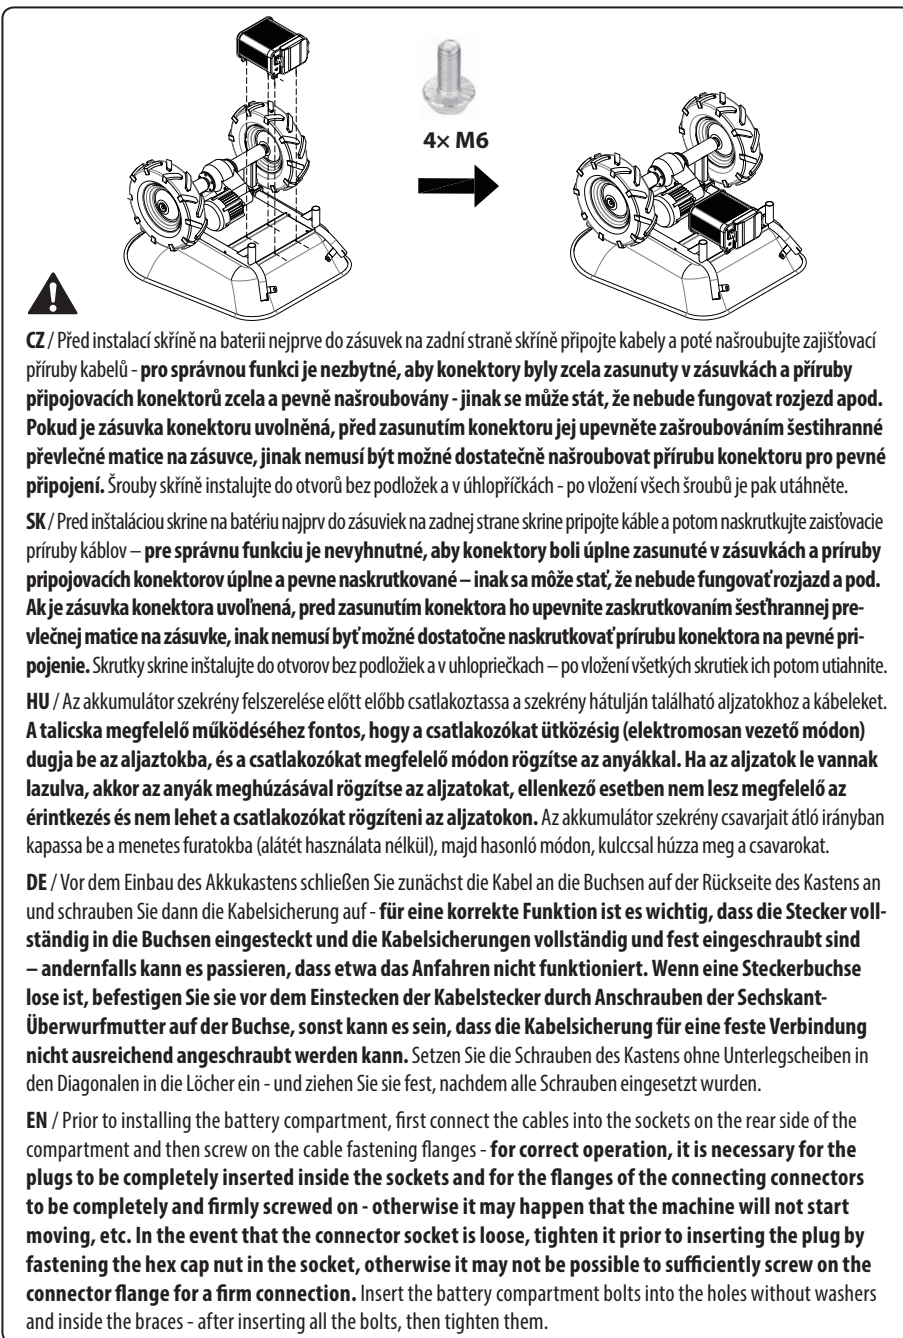 4× M6
CZ / Před instalací skříně na baterii nejprve do zásuvek na zadní straně skříně připojte kabely a poté našroubujte zajišťovací
příruby kabelů - pro správnou funkci je nezbytné, aby konektory byly zcela zasunuty v zásuvkách a příruby
připojovacích konektorů zcela a pevně našroubovány - jinak se může stát, že nebude fungovat rozjezd apod.
Pokud je zásuvka konektoru uvolněná, před zasunutím konektoru jej upevněte zašroubováním šestihranné
převlečné matice na zásuvce, jinak nemusí být možné dostatečně našroubovat přírubu konektoru pro pevné
připojení. Šrouby skříně instalujte do otvorů bez podložek a v úhlopříčkách - po vložení všech šroubů je pak utáhněte.
SK / Pred inštaláciou skrine na batériu najprv do zásuviek na zadnej strane skrine pripojte káble a potom naskrutkujte zaisťovacie
príruby káblov – pre správnu funkciu je nevyhnutné, aby konektory boli úplne zasunuté v zásuvkách a príruby
pripojovacích konektorov úplne a pevne naskrutkované – inak sa môže stať, že nebude fungovať rozjazd a pod.
Ak je zásuvka konektora uvoľnená, pred zasunutím konektora ho upevnite zaskrutkovaním šesťhrannej pre-
vlečnej matice na zásuvke, inak nemusí byť možné dostatočne naskrutkovať prírubu konektora na pevné pri-
pojenie. Skrutky skrine inštalujte do otvorov bez podložiek a v uhlopriečkach – po vložení všetkých skrutiek ich potom utiahnite.
HU / Az akkumulátor szekrény felszerelése előtt előbb csatlakoztassa a szekrény hátulján található aljzatokhoz a kábeleket.
A talicska megfelelő működéséhez fontos, hogy a csatlakozókat ütközésig (elektromosan vezető módon)
dugja be az aljaztokba, és a csatlakozókat megfelelő módon rögzítse az anyákkal. Ha az aljzatok le vannak
lazulva, akkor az anyák meghúzásával rögzítse az aljzatokat, ellenkező esetben nem lesz megfelelő az
érintkezés és nem lehet a csatlakozókat rögzíteni az aljzatokon. Az akkumulátor szekrény csavarjait átló irányban
kapassa be a menetes furatokba (alátét használata nélkül), majd hasonló módon, kulccsal húzza meg a csavarokat.
DE / Vor dem Einbau des Akkukastens schließen Sie zunächst die Kabel an die Buchsen auf der Rückseite des Kastens an
und schrauben Sie dann die Kabelsicherung auf - für eine korrekte Funktion ist es wichtig, dass die Stecker voll-
ständig in die Buchsen eingesteckt und die Kabelsicherungen vollständig und fest eingeschraubt sind
– andernfalls kann es passieren, dass etwa das Anfahren nicht funktioniert. Wenn eine Steckerbuchse
lose ist, befestigen Sie sie vor dem Einstecken der Kabelstecker durch Anschrauben der Sechskant-
Überwurfmutter auf der Buchse, sonst kann es sein, dass die Kabelsicherung für eine feste Verbindung
nicht ausreichend angeschraubt werden kann. Setzen Sie die Schrauben des Kastens ohne Unterlegscheiben in
den Diagonalen in die Löcher ein - und ziehen Sie sie fest, nachdem alle Schrauben eingesetzt wurden.
EN / Prior to installing the battery compartment, first connect the cables into the sockets on the rear side of the
compartment and then screw on the cable fastening flanges - for correct operation, it is necessary for the
plugs to be completely inserted inside the sockets and for the flanges of the connecting connectors
to be completely and firmly screwed on - otherwise it may happen that the machine will not start
moving, etc. In the event that the connector socket is loose, tighten it prior to inserting the plug by
fastening the hex cap nut in the socket, otherwise it may not be possible to sufficiently screw on the
connector flange for a firm connection. Insert the battery compartment bolts into the holes without washers
and inside the braces - after inserting all the bolts, then tighten them.